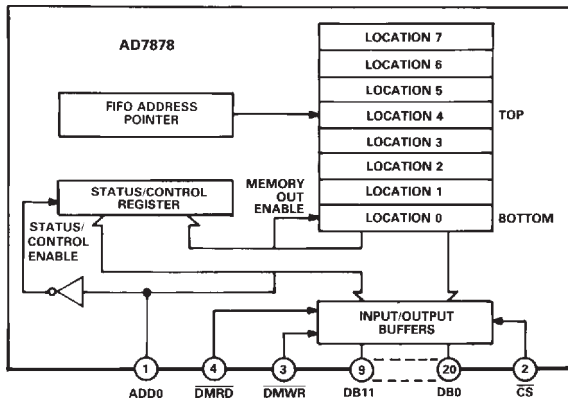 AD7878
LOCATION 7
LOCATION 6
LOCATION 5
LOCATION 4
LOCATION 3
LOCATION 2
LOCATION 1
LOCATION 0
TOP
BOTTOM
FIFO ADDRESS
POINTER
STATUS/CONTROL
REGISTER
MEMORY
OUT
ENABLE
STATUS/
CONTROL
ENABLE
INPUT/OUTPUT
BUFFERS
1
4
3
9
20
2
ADD0
DMRD
DMWR
DB11
DB0
CS